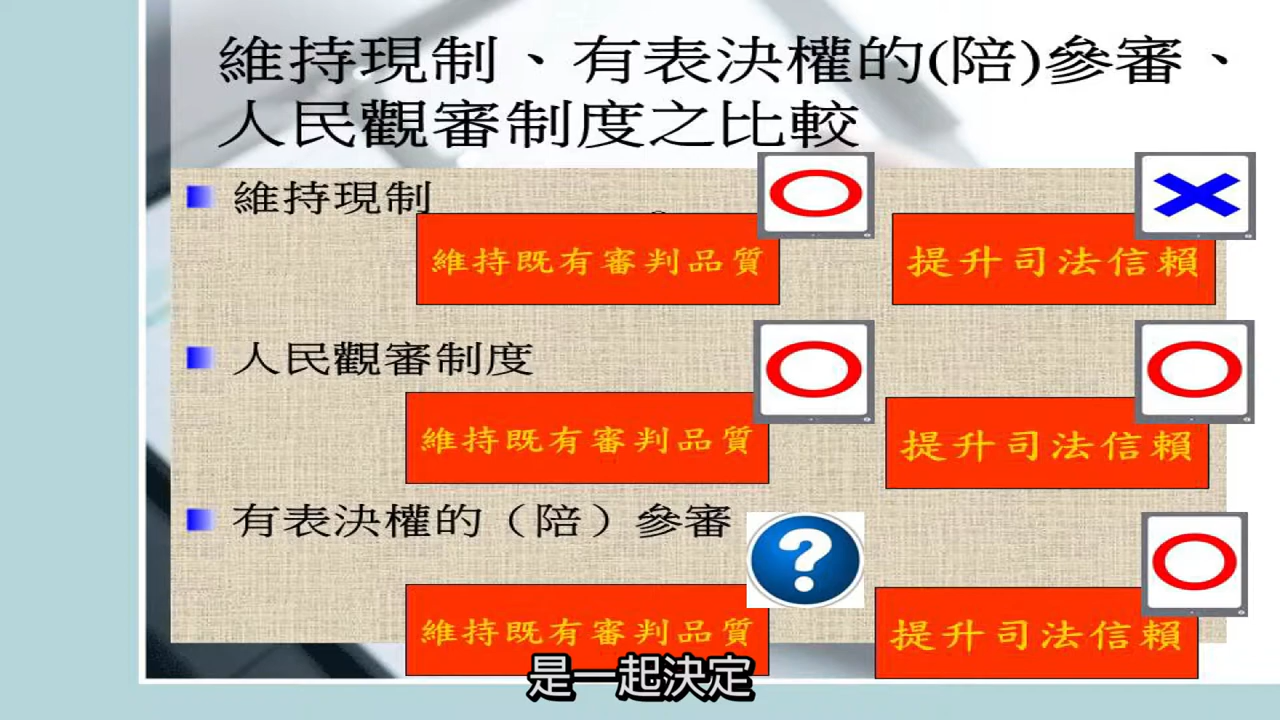 維持現制、有表決權的(陪)參審、
人民觀審制度之比較
維持現制
維持既有審判品質
提升司法信賴
人民觀審制度
維持既有審判品質
提升司法信賴
有表決權的（陪）參審
維持既有審判品質
提升司法信賴
是一起決定